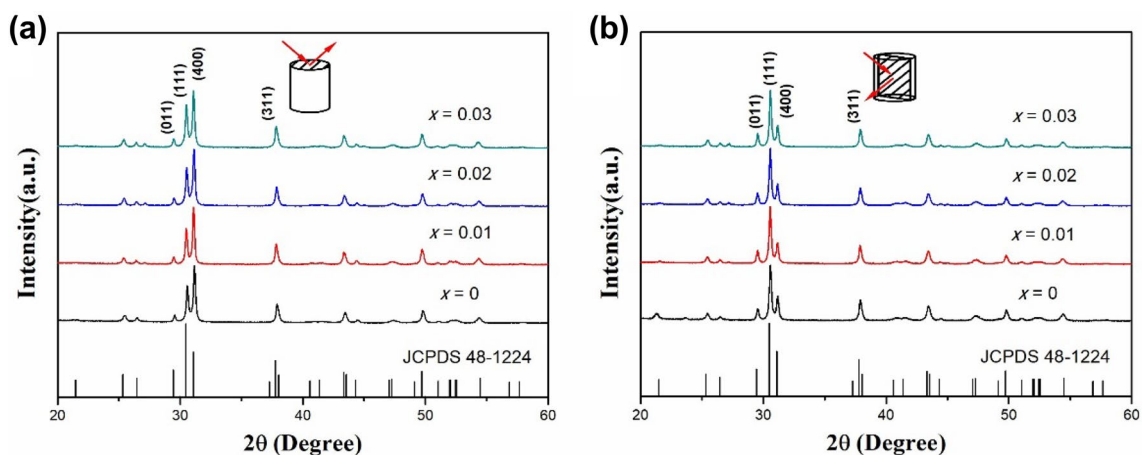 (a)
Intensity(a.u.)
(011)
(111)
(400)
(311)
x = 0.03
x = 0.02
x = 0.01
x = 0
JCPDS 48-1224
20 30 40 50 60
2θ (Degree)
(b)
Intensity(a.u.)
(011)
(111)
(400)
(311)
x = 0.03
x = 0.02
x = 0.01
x = 0
JCPDS 48-1224
20 30 40 50 60
2θ (Degree)